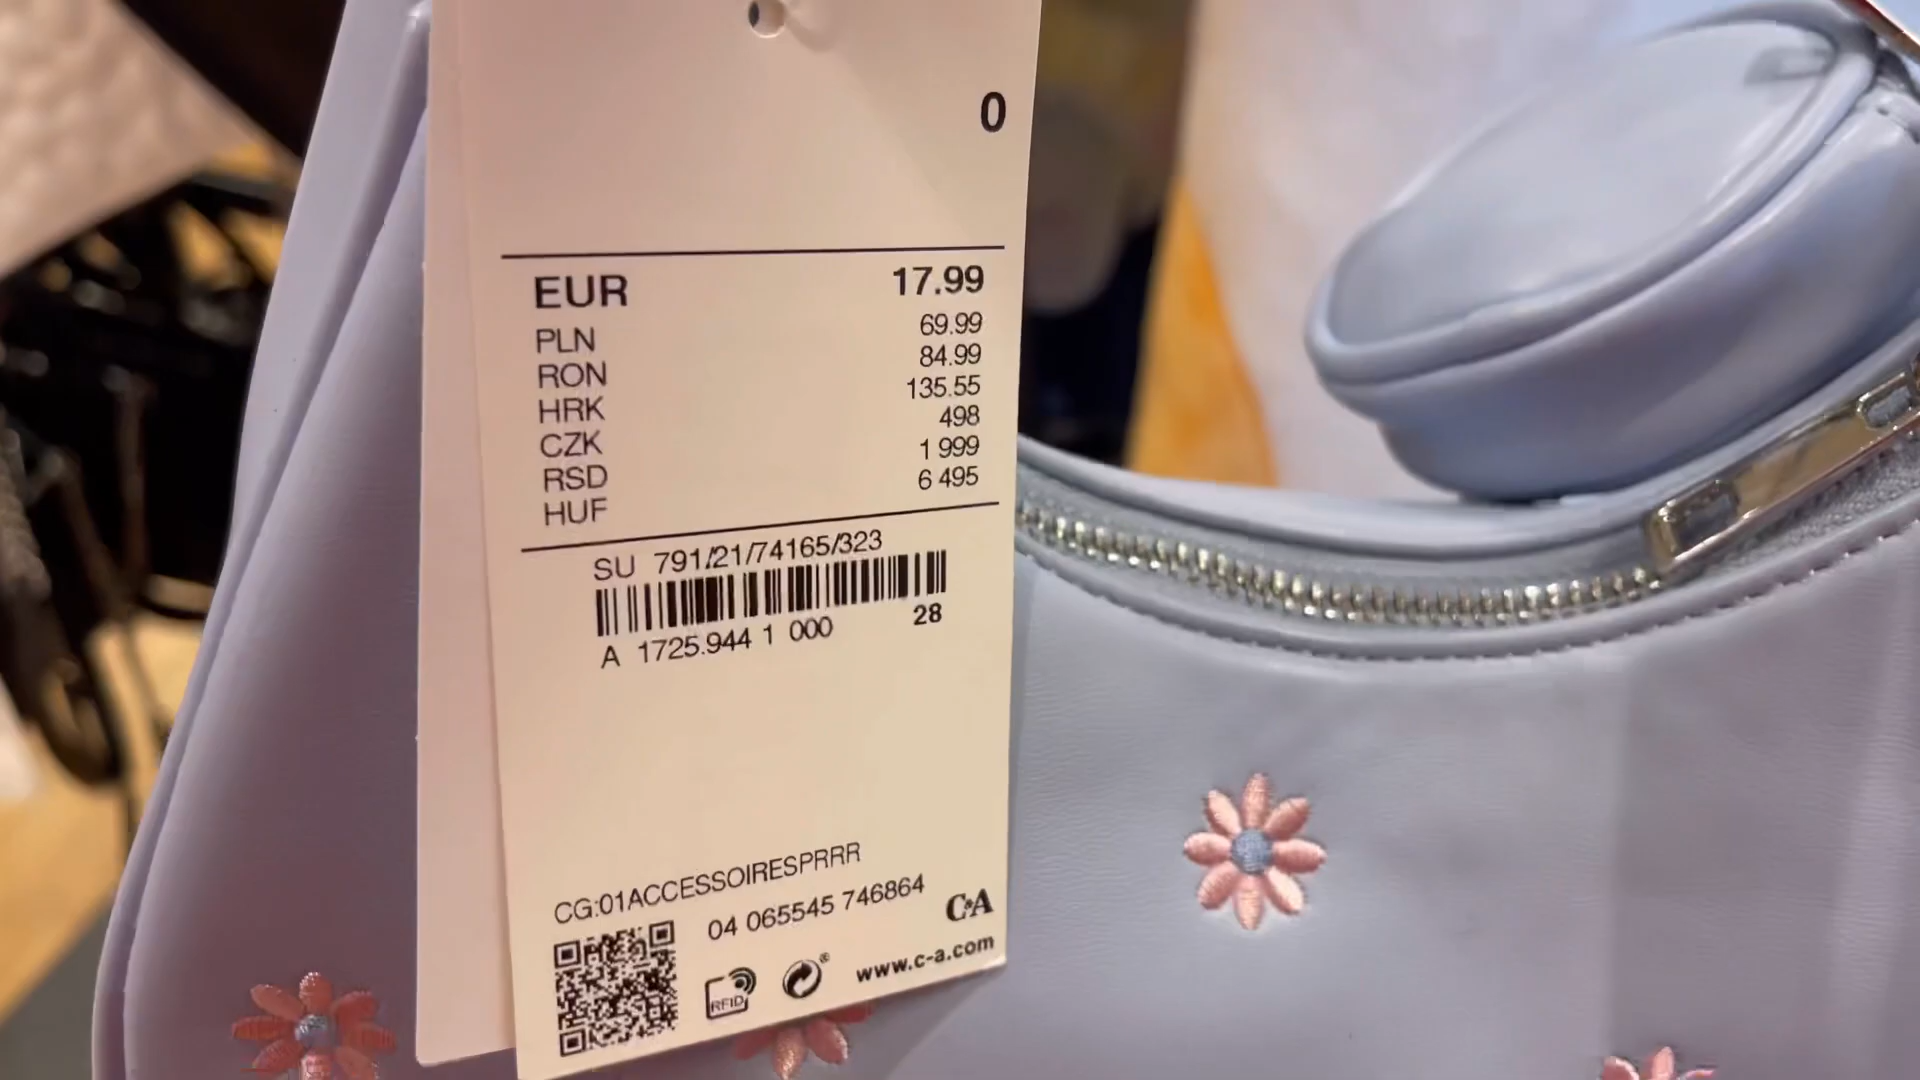 0
EUR 17.99
PLN 69.99
RON 84.99
HRK 135.55
CZK 498
RSD 1 999
HUF 6 495
SU 791/21/74165/323
A 1725.944 1 000 28
CG:01ACCESSOIRESPRRR
04 065545 746864 C&A
RFID ® www.c-a.com